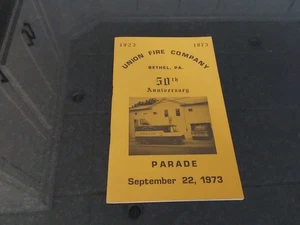 1923 1973
UNION FIRE COMPANY
BETHEL, PA.
50th
Anniversary
PARADE
September 22, 1973